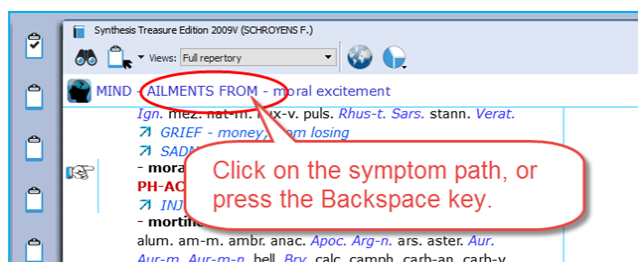 Synthesis Treasure Edition 2009V (SCHROYENS F.)
Views: Full repertory
MIND - AILMENTS FROM - moral excitement
Ign. mez. nat-m. nux-v. puls. Rhus-t. Sars. stann. Verat.
GRIEF - money, from losing
SADN
- mora
PH-AC
INJ
- mortif
alum. am-m. ambr. anac. Apoc. Arg-n. ars. aster. Aur.
Aur-m. Aur-m-n. bell. Bry. calc. camph. carb-an. carb-v.
Click on the symptom path, or
press the Backspace key.